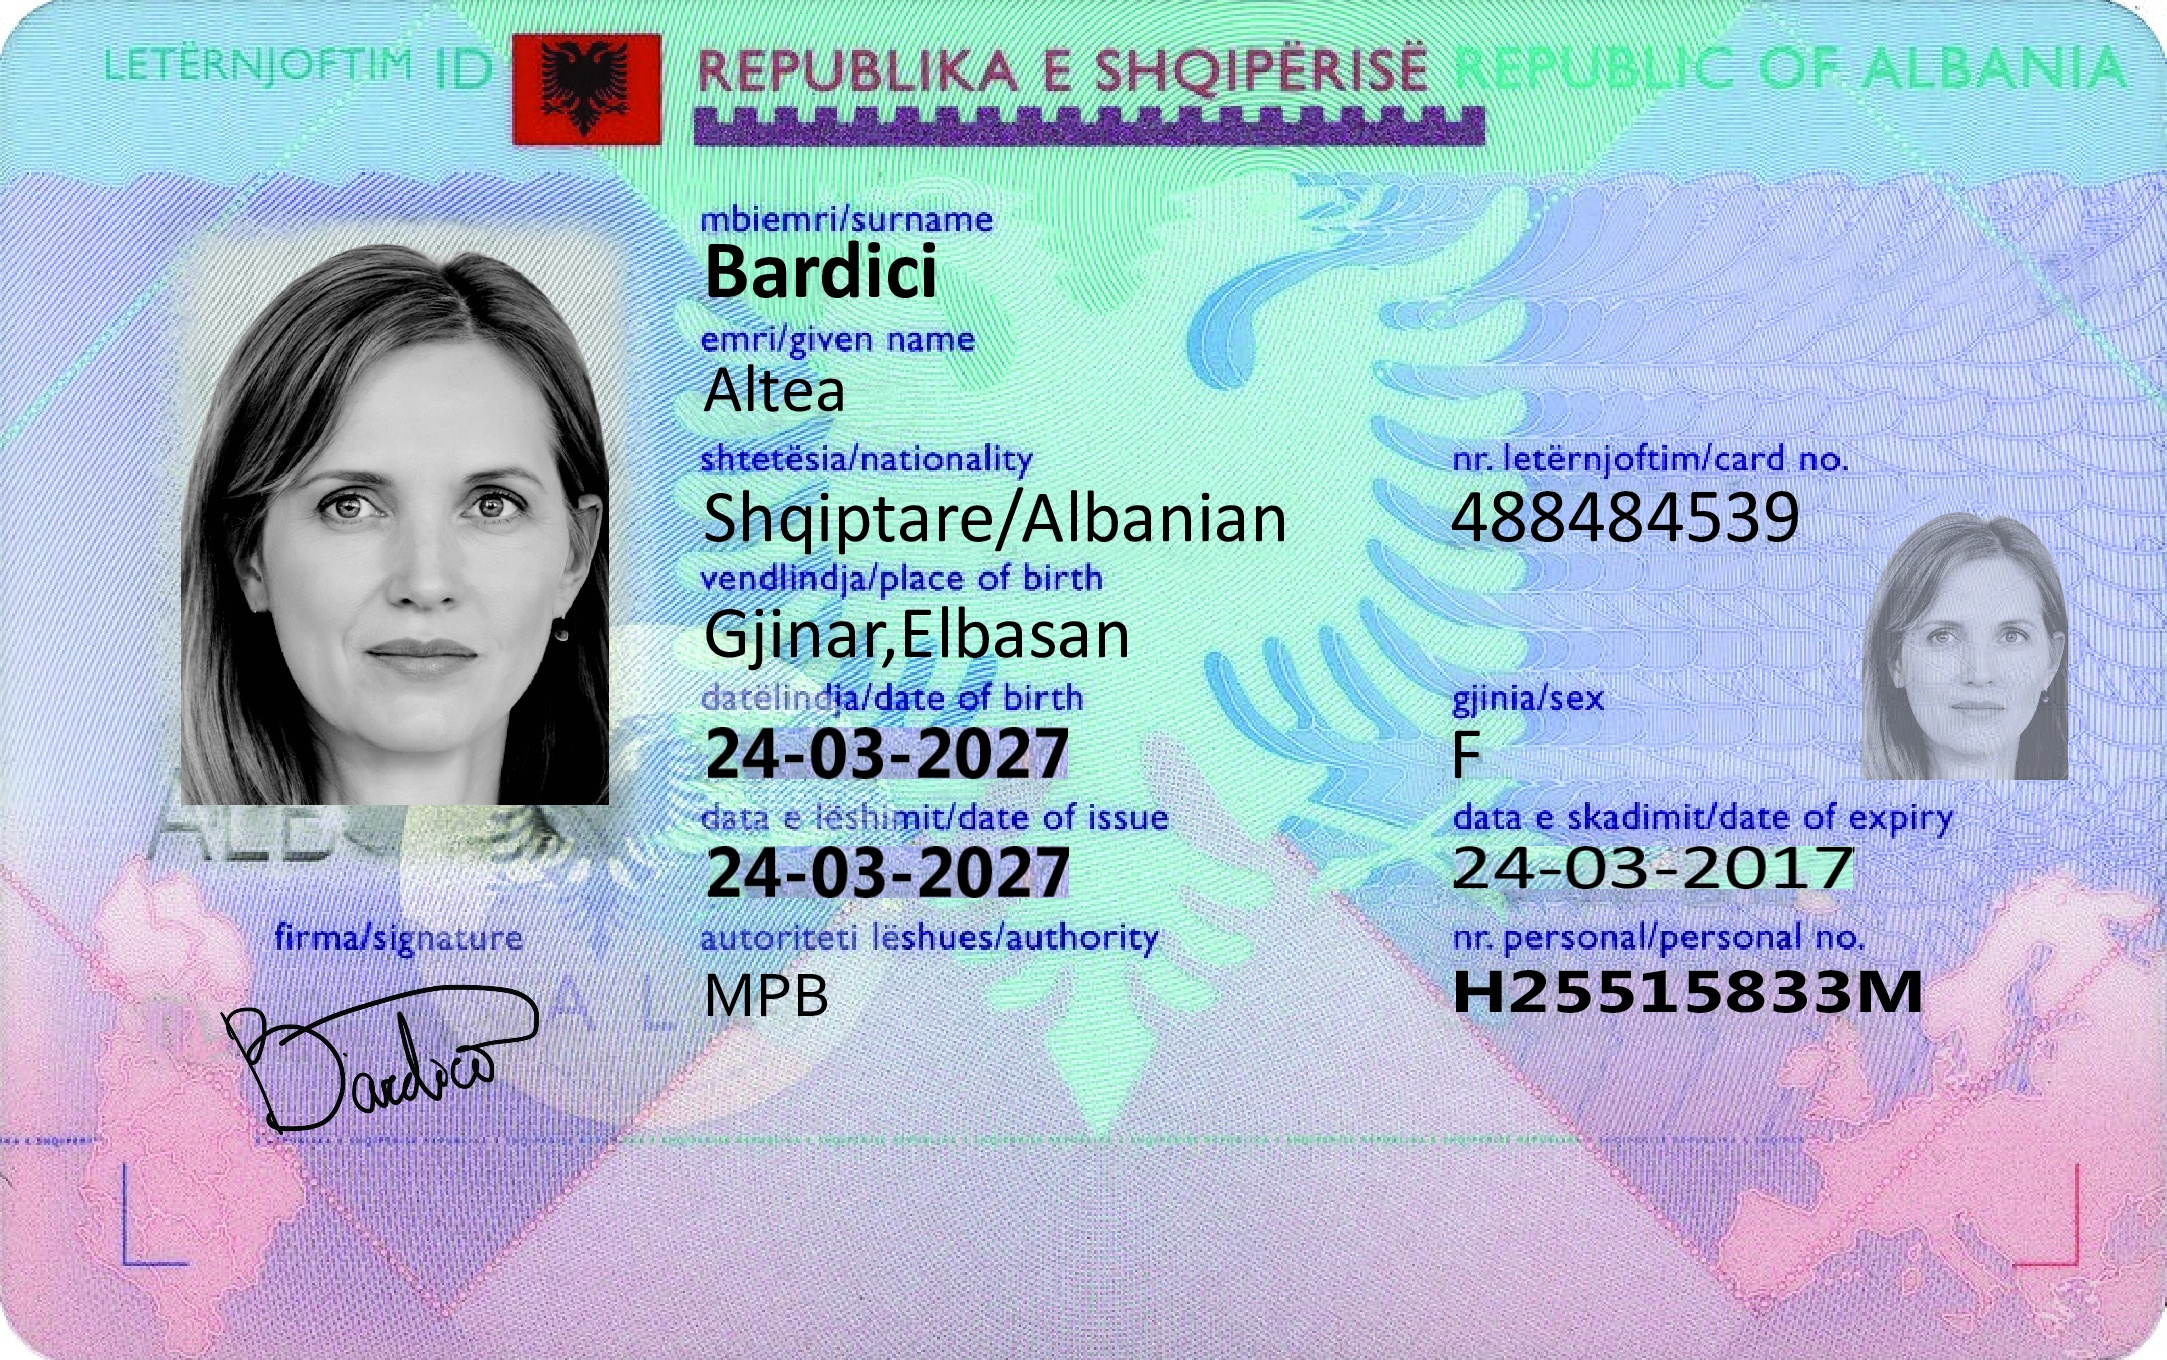 LETËRNJOFTIM ID REPUBLIKA E SHQIPËRISË REPUBLIC OF ALBANIA
mbiemri/surname
Bardici
emri/given name
Altea
shtetësia/nationality nr. letërnjoftim/card no.
Shqiptare/Albanian 488484539
vendlindja/place of birth
Gjinar,Elbasan
datëlindja/date of birth gjinia/sex
24-03-2027 F
data e lëshimit/date of issue data e skadimit/date of expiry
24-03-2027 24-03-2017
firma/signature autoriteti lëshues/authority nr. personal/personal no.
MPB H25515833M
Bardici